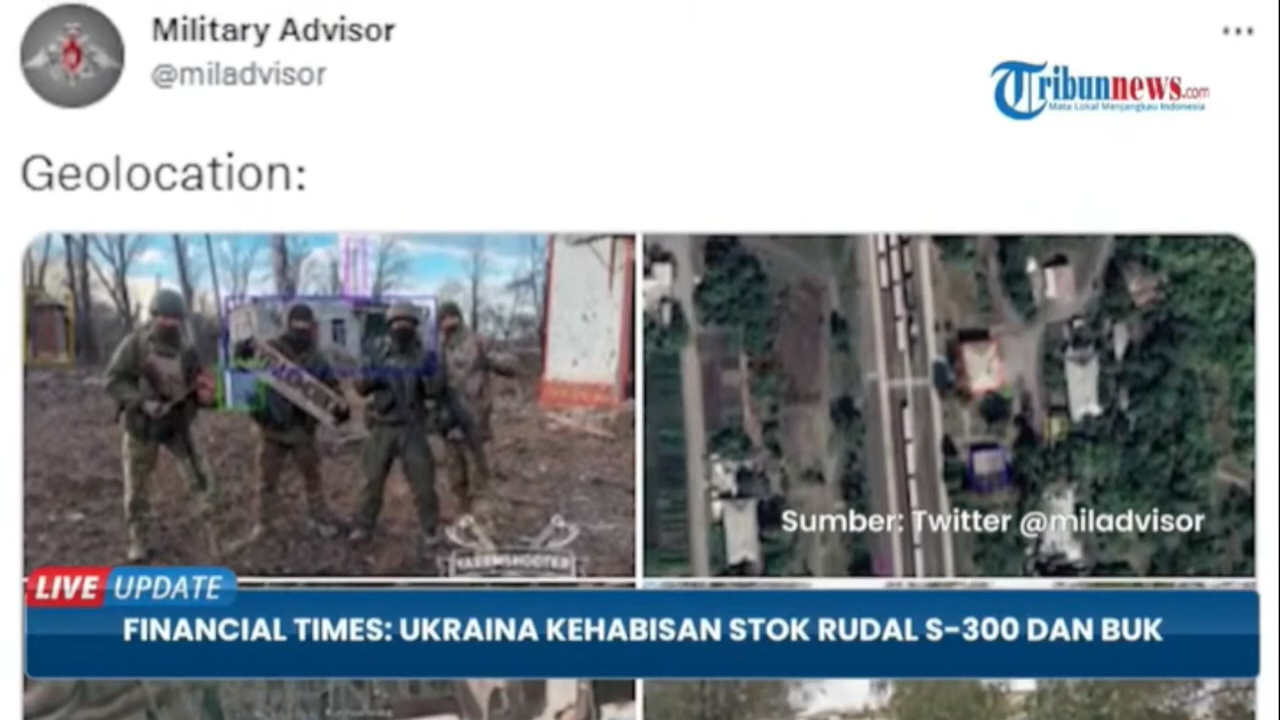 Military Advisor
@miladvisor
Tribunnews.com
Mata Lokal Menjangkau Indonesia
Geolocation:
Sumber: Twitter @miladvisor
LIVE UPDATE
FINANCIAL TIMES: UKRAINA KEHABISAN STOK RUDAL S-300 DAN BUK